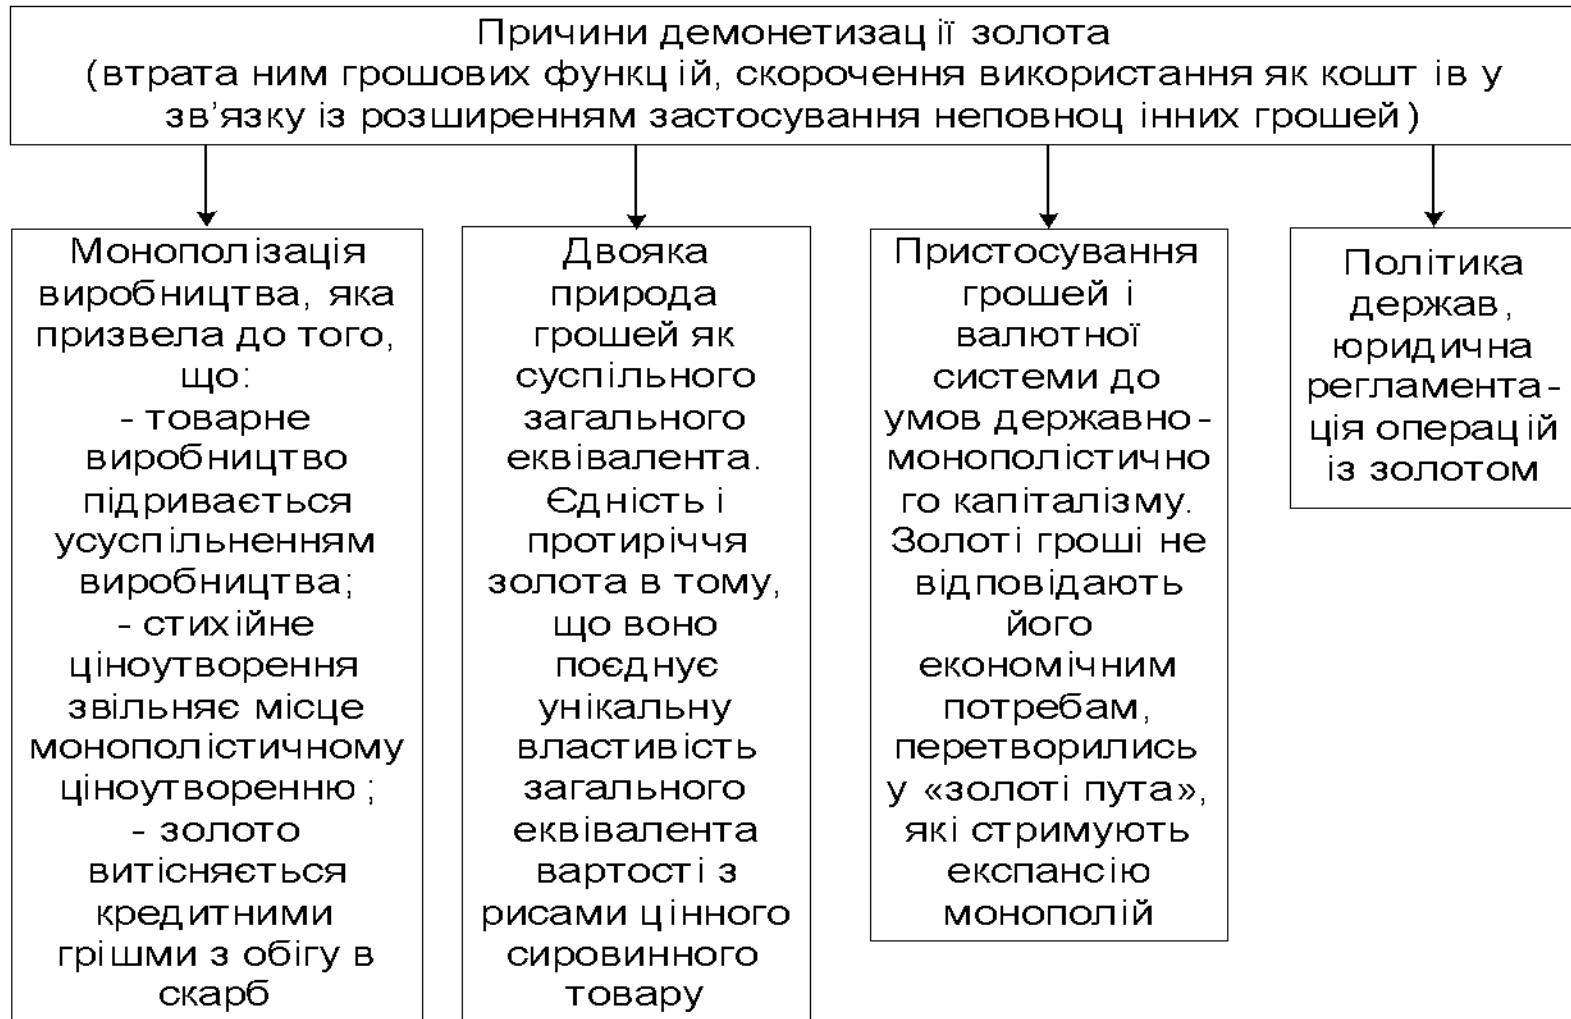 Причини демонетизації золота
(втрата ним грошових функцій, скорочення використання як коштів у
зв’язку із розширенням застосування неповноцінних грошей)
Монополізація
виробництва, яка
призвела до того,
що:
- товарне
виробництво
підривається
усуспільненням
виробництва;
- стихійне
ціноутворення
звільняє місце
монополістичному
ціноутворенню;
- золото
витісняється
кредитними
грішми з обігу в
скарб
Двояка
природа
грошей як
суспільного
загального
еквівалента.
Єдність і
протиріччя
золота в тому,
що воно
поєднує
унікальну
властивість
загального
еквівалента
вартості з
рисами цінного
сировинного
товару
Пристосування
грошей і
валютної
системи до
умов державно-
монополістично
го капіталізму.
Золоті гроші не
відповідають
його
економічним
потребам,
перетворились
у «золоті пута»,
які стримують
експансію
монополій
Політика
держав,
юридична
регламента-
ція операцій
із золотом